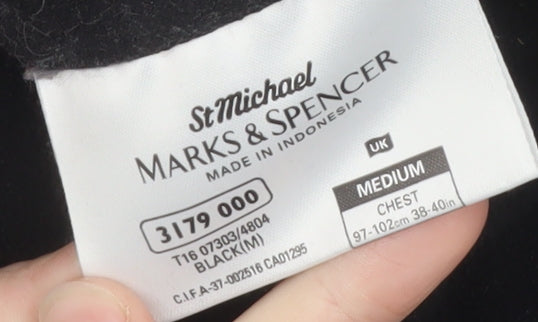 St Michael
MARKS & SPENCER
MADE IN INDONESIA
3179 000
T16 07303/4804
BLACK(M)
C.I.F.A-37-002516 CA01295
UK
MEDIUM
CHEST
97-102cm 38-40in